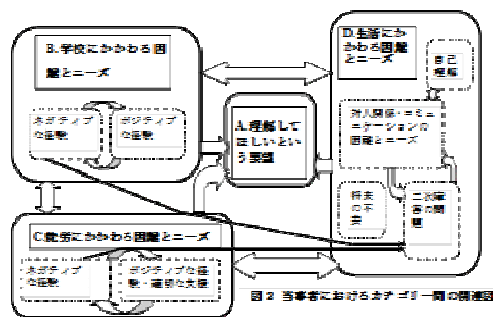 B.学校にかかわる困
難とニーズ
ネガティブ
な経験
ポジティブ
な経験
A.理解して
ほしいとい
う要望
D.生活にか
かわる困難
とニーズ
自己
理解
対人関係・コミュ
ニケーションの
困難とニーズ
将来
の不
安
二次障
害の問
題
C.就労にかかわる困難とニーズ
ネガティブ
な経験
ポジティブな経
験・確かな支援
図2 当事者におけるカテゴリー間の関連図